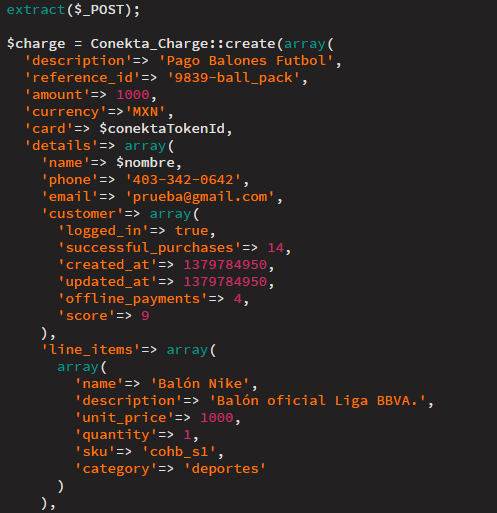 extract($_POST);
$charge = Conekta_Charge::create(array(
'description'=> 'Pago Balones Futbol',
'reference_id'=> '9839-ball_pack',
'amount'=> 1000,
'currency'=>'MXN',
'card'=> $conektaTokenId,
'details'=> array(
'name'=> $nombre,
'phone'=> '403-342-0642',
'email'=> 'prueba@gmail.com',
'customer'=> array(
'logged_in'=> true,
'successful_purchases'=> 14,
'created_at'=> 1379784950,
'updated_at'=> 1379784950,
'offline_payments'=> 4,
'score'=> 9
),
'line_items'=> array(
array(
'name'=> 'Balón Nike',
'description'=> 'Balón oficial Liga BBVA.',
'unit_price'=> 1000,
'quantity'=> 1,
'sku'=> 'cohb_s1',
'category'=> 'deportes'
)
),